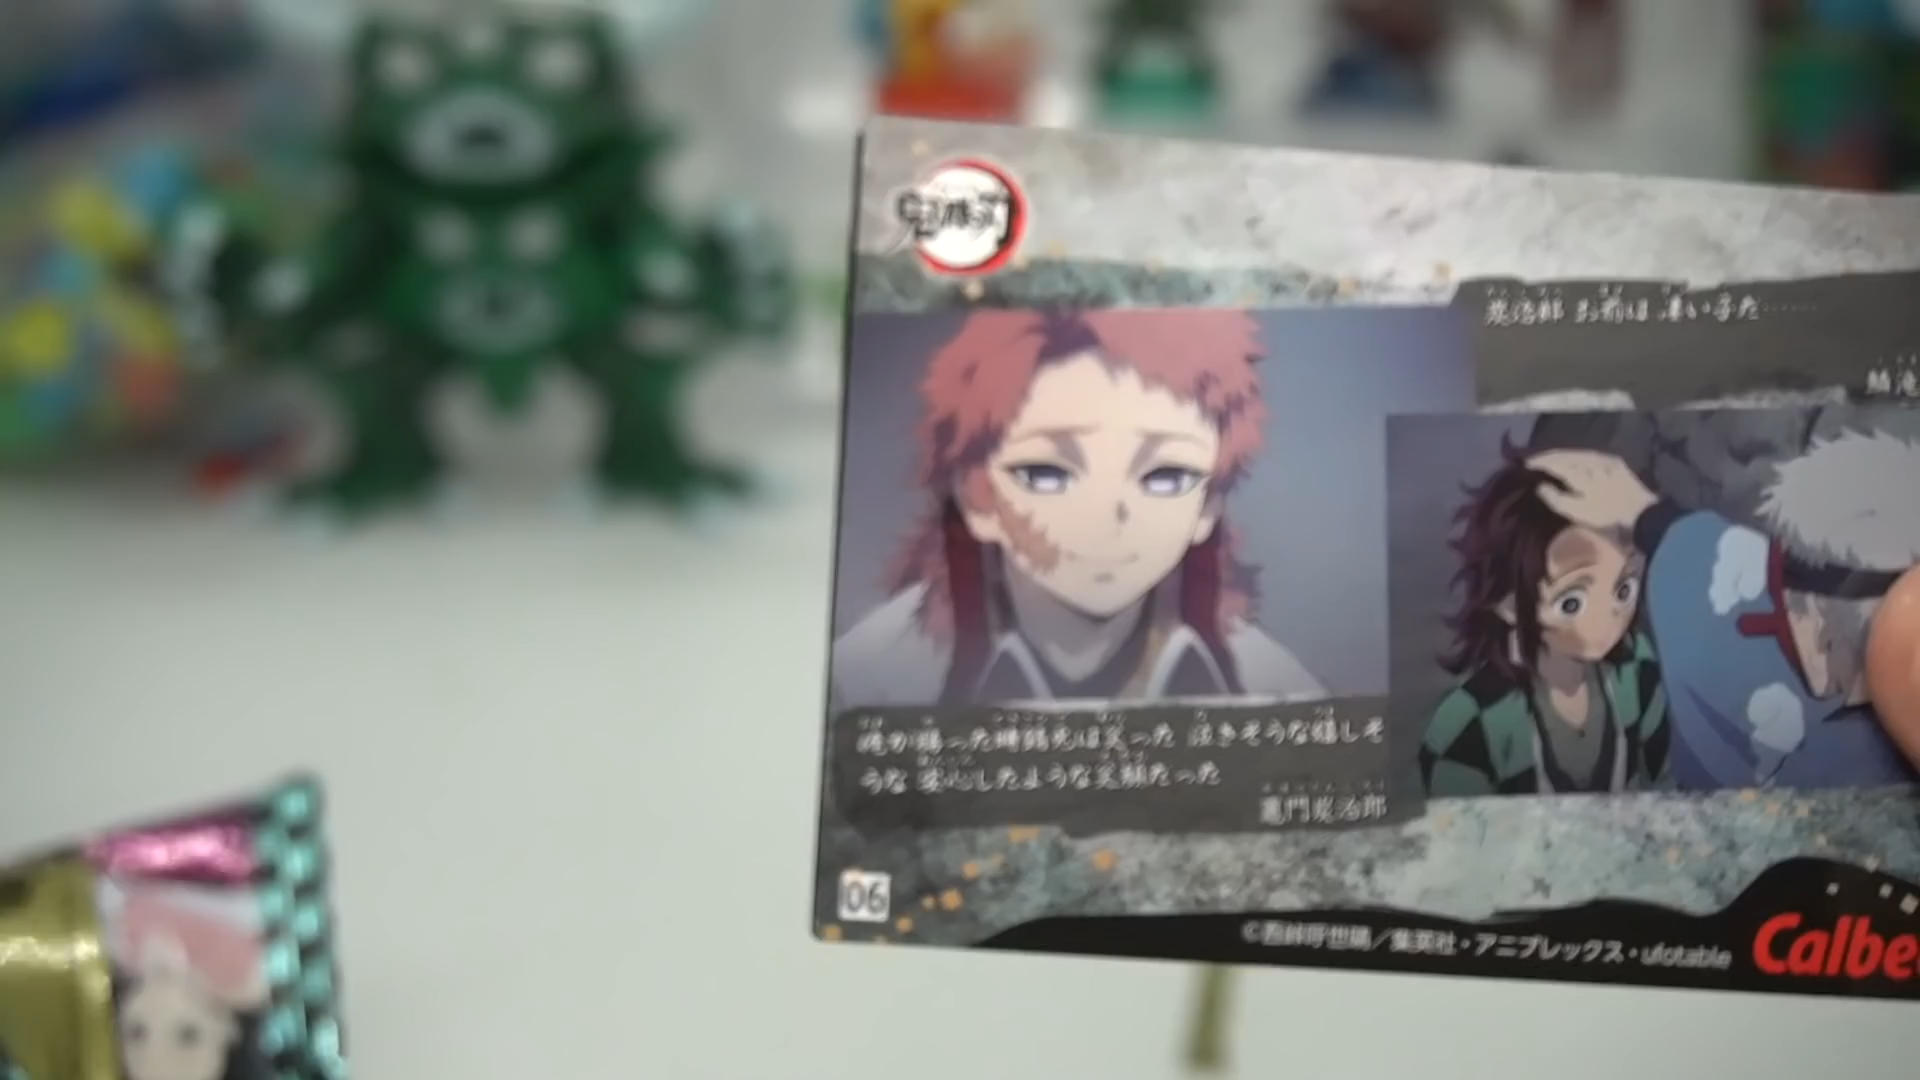 鬼滅の刃
炭治郎 お前は 凄い子だ……
鱗滝
俺が勝った時錆兎は笑った 泣きそうな嬉しそ
うな 安心したような笑顔だった
竈門炭治郎
06
©吾峠呼世晴／集英社・アニプレックス・ufotable
Calbe